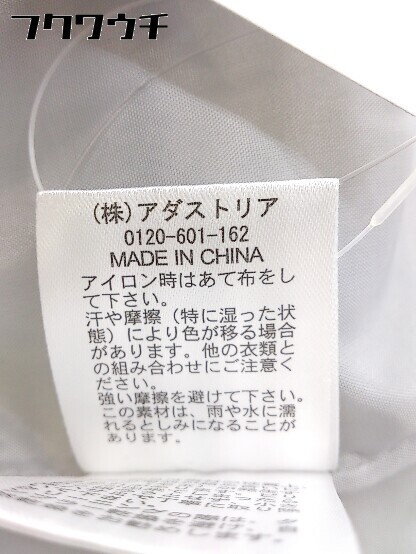 フクワウチ
(株)アダストリア
0120-601-162
MADE IN CHINA
アイロン時はあて布をし
て下さい。
汗や摩擦(特に湿った状
態)により色が移る場合
があります。他の衣類と
の組み合わせにご注意く
ださい。
強い摩擦を避けて下さい。
この素材は、雨や水に濡
れるとしみになることが
あります。